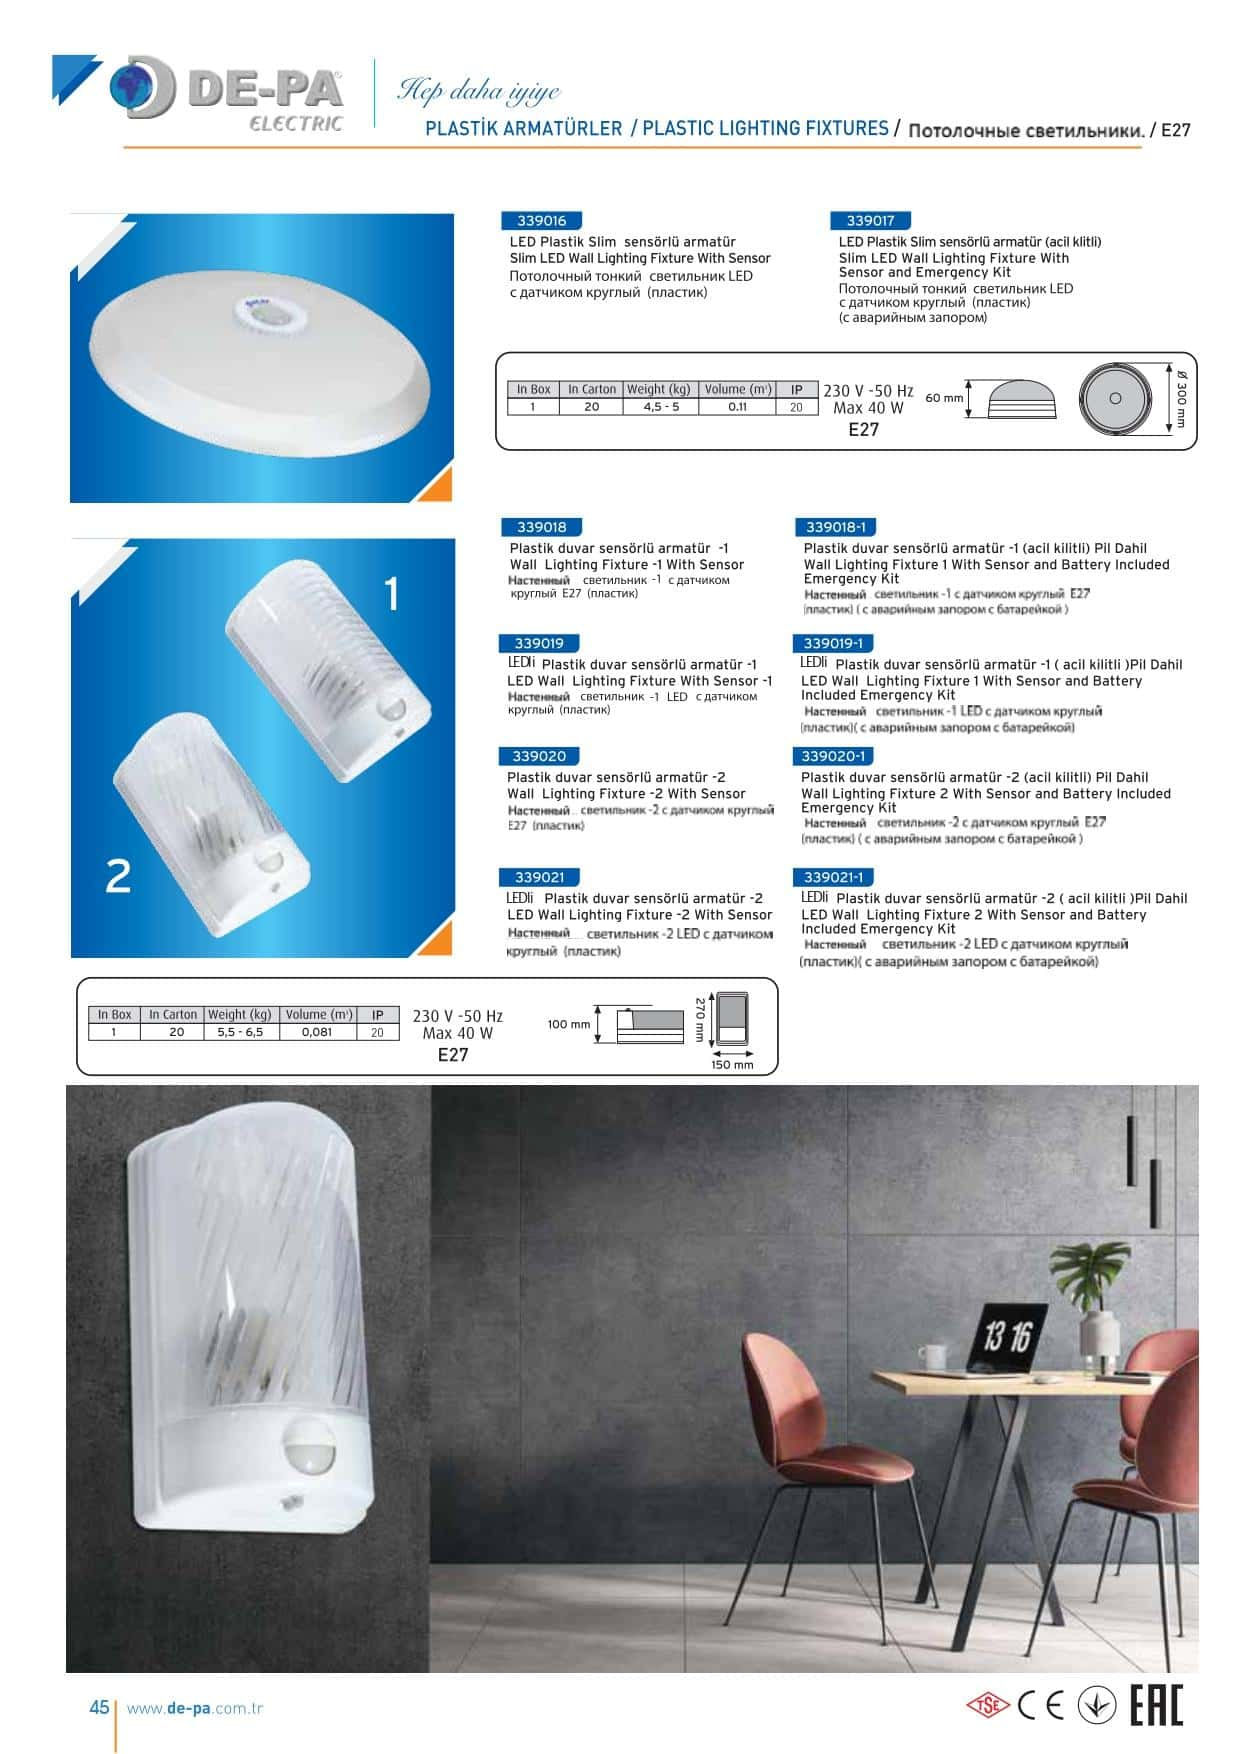 DE-PA
ELECTRIC
Hep daha iyiye
PLASTİK ARMATÜRLER / PLASTIC LIGHTING FIXTURES / Потолочные светильники. / E27
339016
LED Plastik Slim sensörlü armatür
Slim LED Wall Lighting Fixture With Sensor
Потолочный тонкий светильник LED
с датчиком круглый (пластик)
339017
LED Plastik Slim sensörlü armatür (acil klitli)
Slim LED Wall Lighting Fixture With
Sensor and Emergency Kit
Потолочный тонкий светильник LED
с датчиком круглый (пластик)
(с аварийным запором)
In Box In Carton Weight (kg) Volume (m³) IP
1 20 4,5 - 5 0.11 20
230 V -50 Hz
Max 40 W
E27
60 mm
Ø 300 mm
1
2
339018
Plastik duvar sensörlü armatür -1
Wall Lighting Fixture -1 With Sensor
Настенный светильник -1 с датчиком
круглый E27 (пластик)
339018-1
Plastik duvar sensörlü armatür -1 (acil kilitli) Pil Dahil
Wall Lighting Fixture 1 With Sensor and Battery Included
Emergency Kit
Настенный светильник -1 с датчиком круглый E27
(пластик) ( с аварийным запором с батарейкой )
339019
LEDli Plastik duvar sensörlü armatür -1
LED Wall Lighting Fixture With Sensor -1
Настенный светильник -1 LED с датчиком
круглый (пластик)
339019-1
LEDli Plastik duvar sensörlü armatür -1 ( acil kilitli )Pil Dahil
LED Wall Lighting Fixture 1 With Sensor and Battery
Included Emergency Kit
Настенный светильник -1 LED с датчиком круглый
(пластик)( с аварийным запором с батарейкой)
339020
Plastik duvar sensörlü armatür -2
Wall Lighting Fixture -2 With Sensor
Настенный светильник -2 с датчиком круглый
E27 (пластик)
339020-1
Plastik duvar sensörlü armatür -2 (acil kilitli) Pil Dahil
Wall Lighting Fixture 2 With Sensor and Battery Included
Emergency Kit
Настенный светильник -2 с датчиком круглый E27
(пластик) ( с аварийным запором с батарейкой )
339021
LEDli Plastik duvar sensörlü armatür -2
LED Wall Lighting Fixture -2 With Sensor
Настенный светильник -2 LED с датчиком
круглый (пластик)
339021-1
LEDli Plastik duvar sensörlü armatür -2 ( acil kilitli )Pil Dahil
LED Wall Lighting Fixture 2 With Sensor and Battery
Included Emergency Kit
Настенный светильник -2 LED с датчиком круглый
(пластик)( с аварийным запором с батарейкой)
In Box In Carton Weight (kg) Volume (m³) IP
1 20 5,5 - 6,5 0,081 20
230 V -50 Hz
Max 40 W
E27
100 mm
270 mm
150 mm
13 16
45
www.de-pa.com.tr
TSE CE EAC